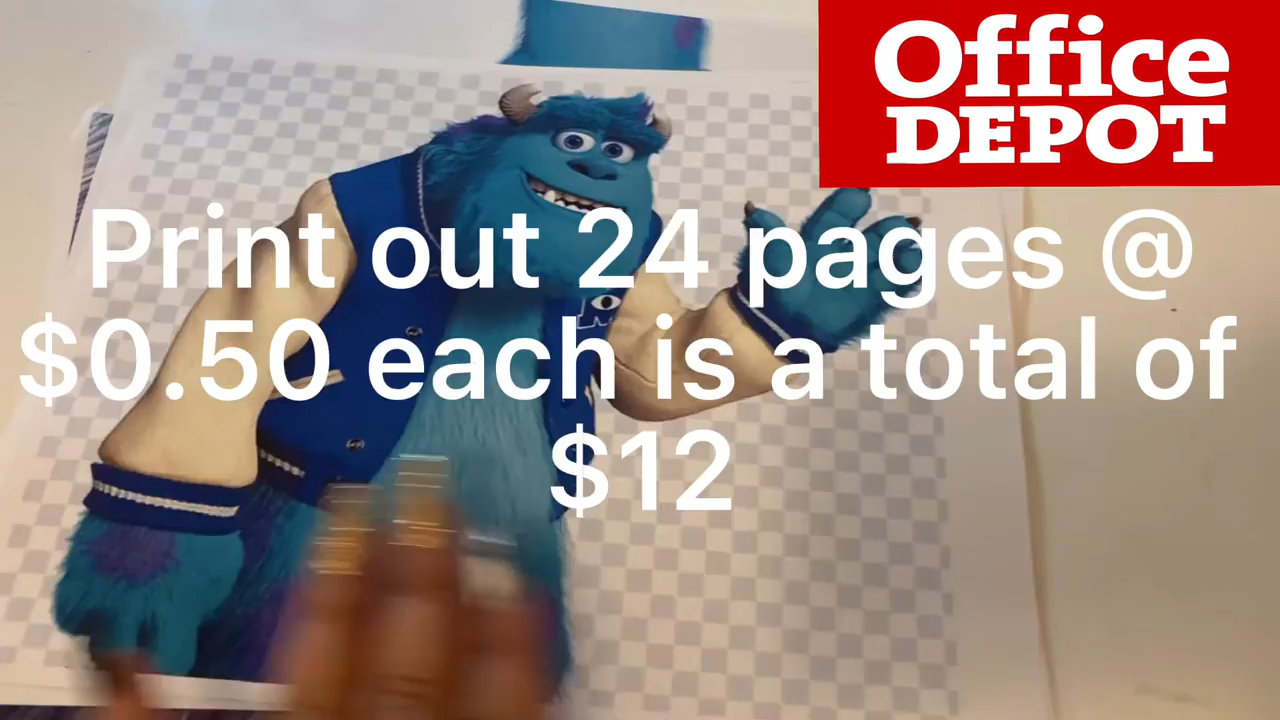 Office
DEPOT
Print out 24 pages @
$0.50 each is a total of
$12